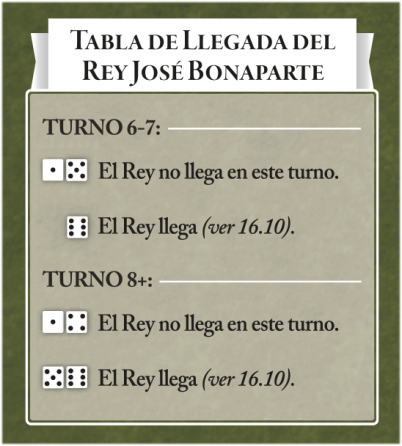 TABLA DE LLEGADA DEL
REY JOSÉ BONAPARTE
TURNO 6-7:
El Rey no llega en este turno.
El Rey llega (ver 16.10).
TURNO 8+:
El Rey no llega en este turno.
El Rey llega (ver 16.10).